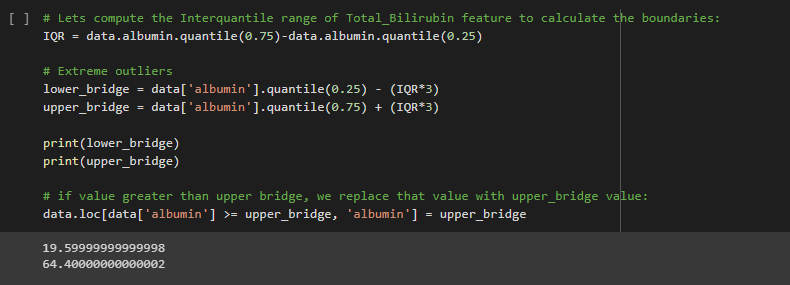 [ ] # Lets compute the Interquantile range of Total_Bilirubin feature to calculate the boundaries:
IQR = data.albumin.quantile(0.75)-data.albumin.quantile(0.25)
# Extreme outliers
lower_bridge = data['albumin'].quantile(0.25) - (IQR*3)
upper_bridge = data['albumin'].quantile(0.75) + (IQR*3)
print(lower_bridge)
print(upper_bridge)
# if value greater than upper bridge, we replace that value with upper_bridge value:
data.loc[data['albumin'] >= upper_bridge, 'albumin'] = upper_bridge
19.59999999999998
64.40000000000002